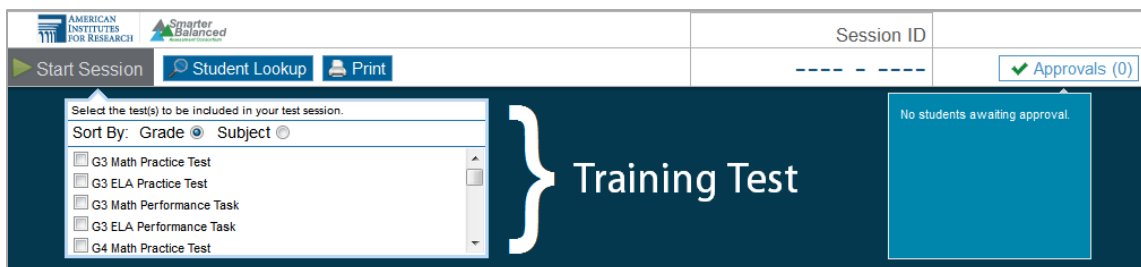 AMERICAN
INSTITUTES
FOR RESEARCH
Smarter
Balanced
Assessment Consortium
Session ID
Start Session
Student Lookup
Print
---- - ----
Approvals (0)
Select the test(s) to be included in your test session.
Sort By: Grade Subject
G3 Math Practice Test
G3 ELA Practice Test
G3 Math Performance Task
G3 ELA Performance Task
G4 Math Practice Test
} Training Test
No students awaiting approval.